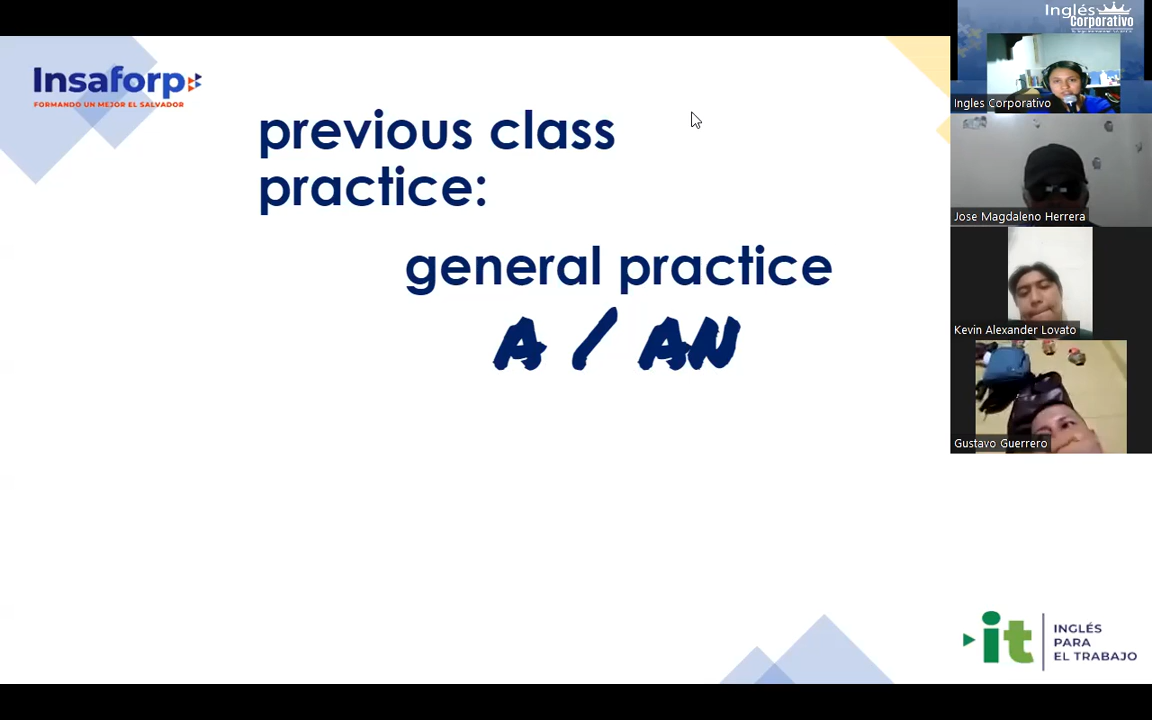 Insaforp
FORMANDO UN MEJOR EL SALVADOR
previous class
practice:
general practice
A / AN
Inglés
Corporativo
Ingles Corporativo
Jose Magdaleno Herrera
Kevin Alexander Lovato
Gustavo Guerrero
it
INGLÉS
PARA
EL TRABAJO